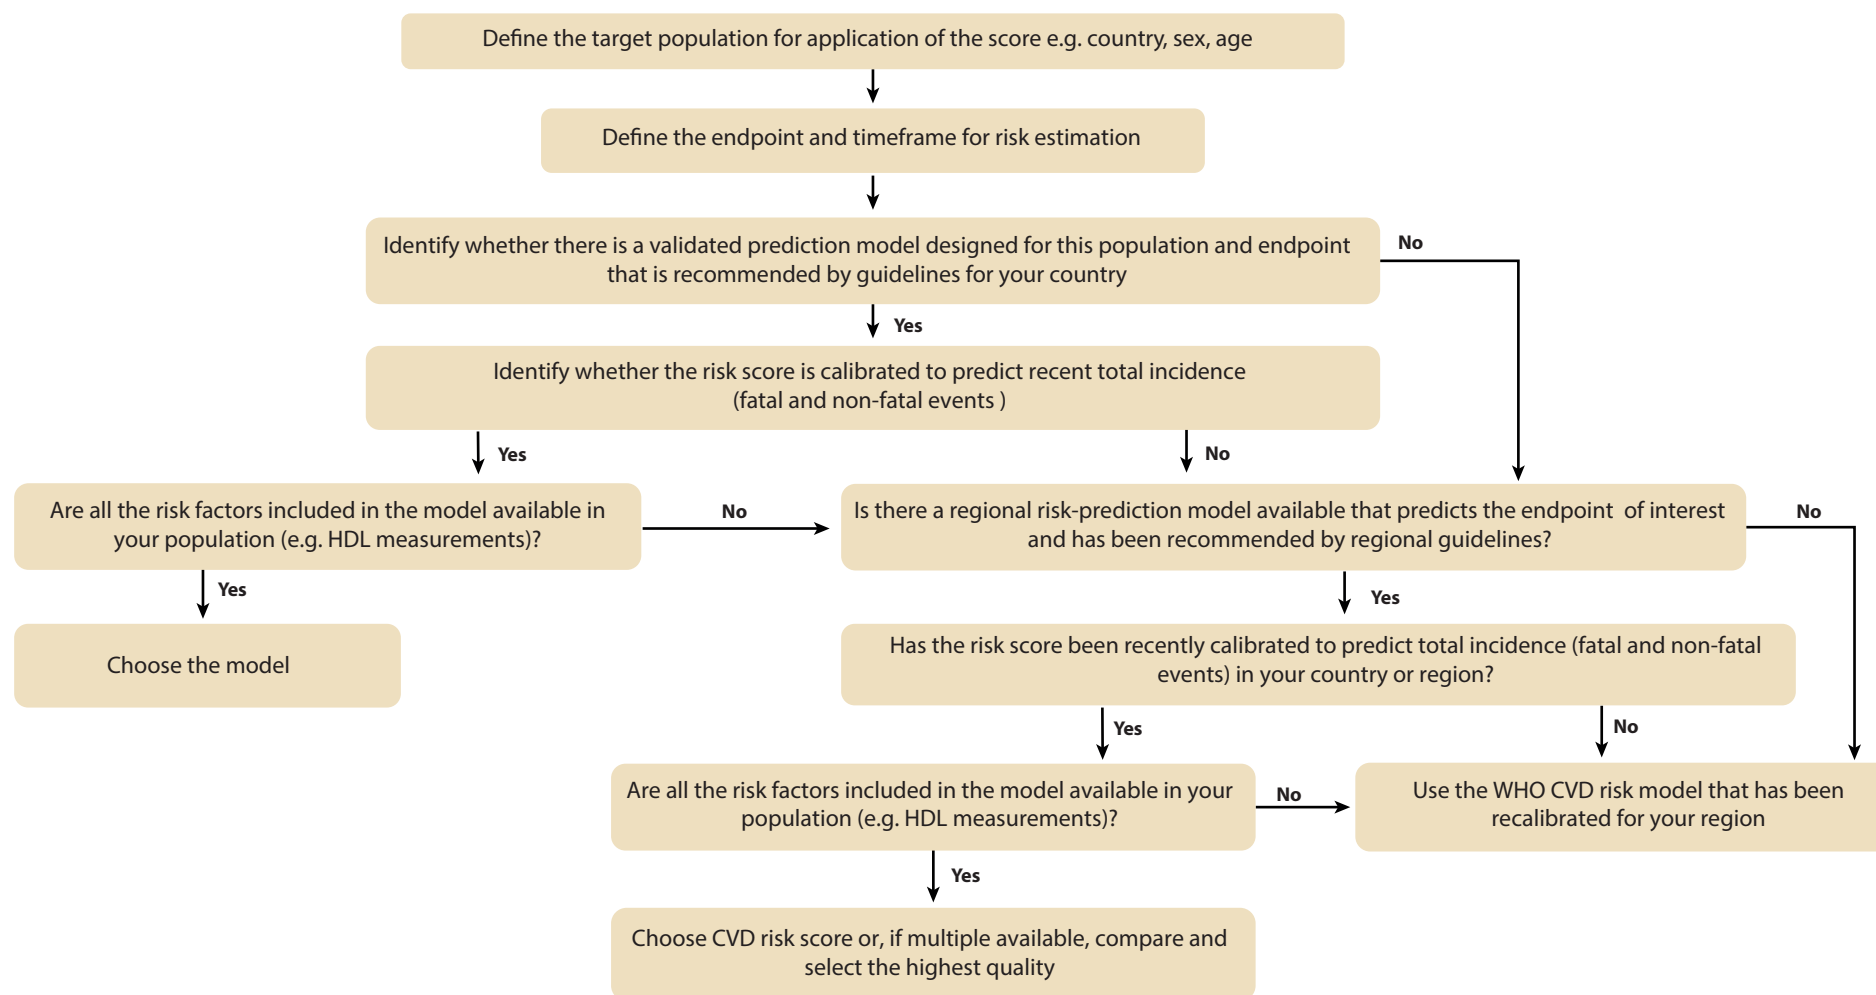 Define the target population for application of the score e.g. country, sex, age
Define the endpoint and timeframe for risk estimation
Identify whether there is a validated prediction model designed for this population and endpoint
that is recommended by guidelines for your country
No
Yes
Identify whether the risk score is calibrated to predict recent total incidence
(fatal and non-fatal events )
Yes
No
Are all the risk factors included in the model available in
your population (e.g. HDL measurements)?
No
Is there a regional risk-prediction model available that predicts the endpoint of interest
and has been recommended by regional guidelines?
No
Yes
Yes
Choose the model
Has the risk score been recently calibrated to predict total incidence (fatal and non-fatal
events) in your country or region?
Yes
No
Are all the risk factors included in the model available in your
population (e.g. HDL measurements)?
No
Use the WHO CVD risk model that has been
recalibrated for your region
Yes
Choose CVD risk score or, if multiple available, compare and
select the highest quality